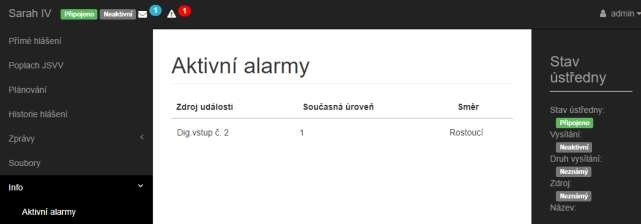 Sarah IV Připojeno Neaktivní 1 1 admin
Přímé hlášení
Poplach JSVV
Plánování
Historie hlášení
Zprávy
Soubory
Info
Aktivní alarmy
Aktivní alarmy
Zdroj události Současná úroveň Směr
Dig.vstup č. 2 1 Rostoucí
Stav
ústředny
Stav ústředny:
Připojeno
Vysílání:
Neaktivní
Druh vysílání:
Neznámý
Zdroj:
Neznámý
Název: